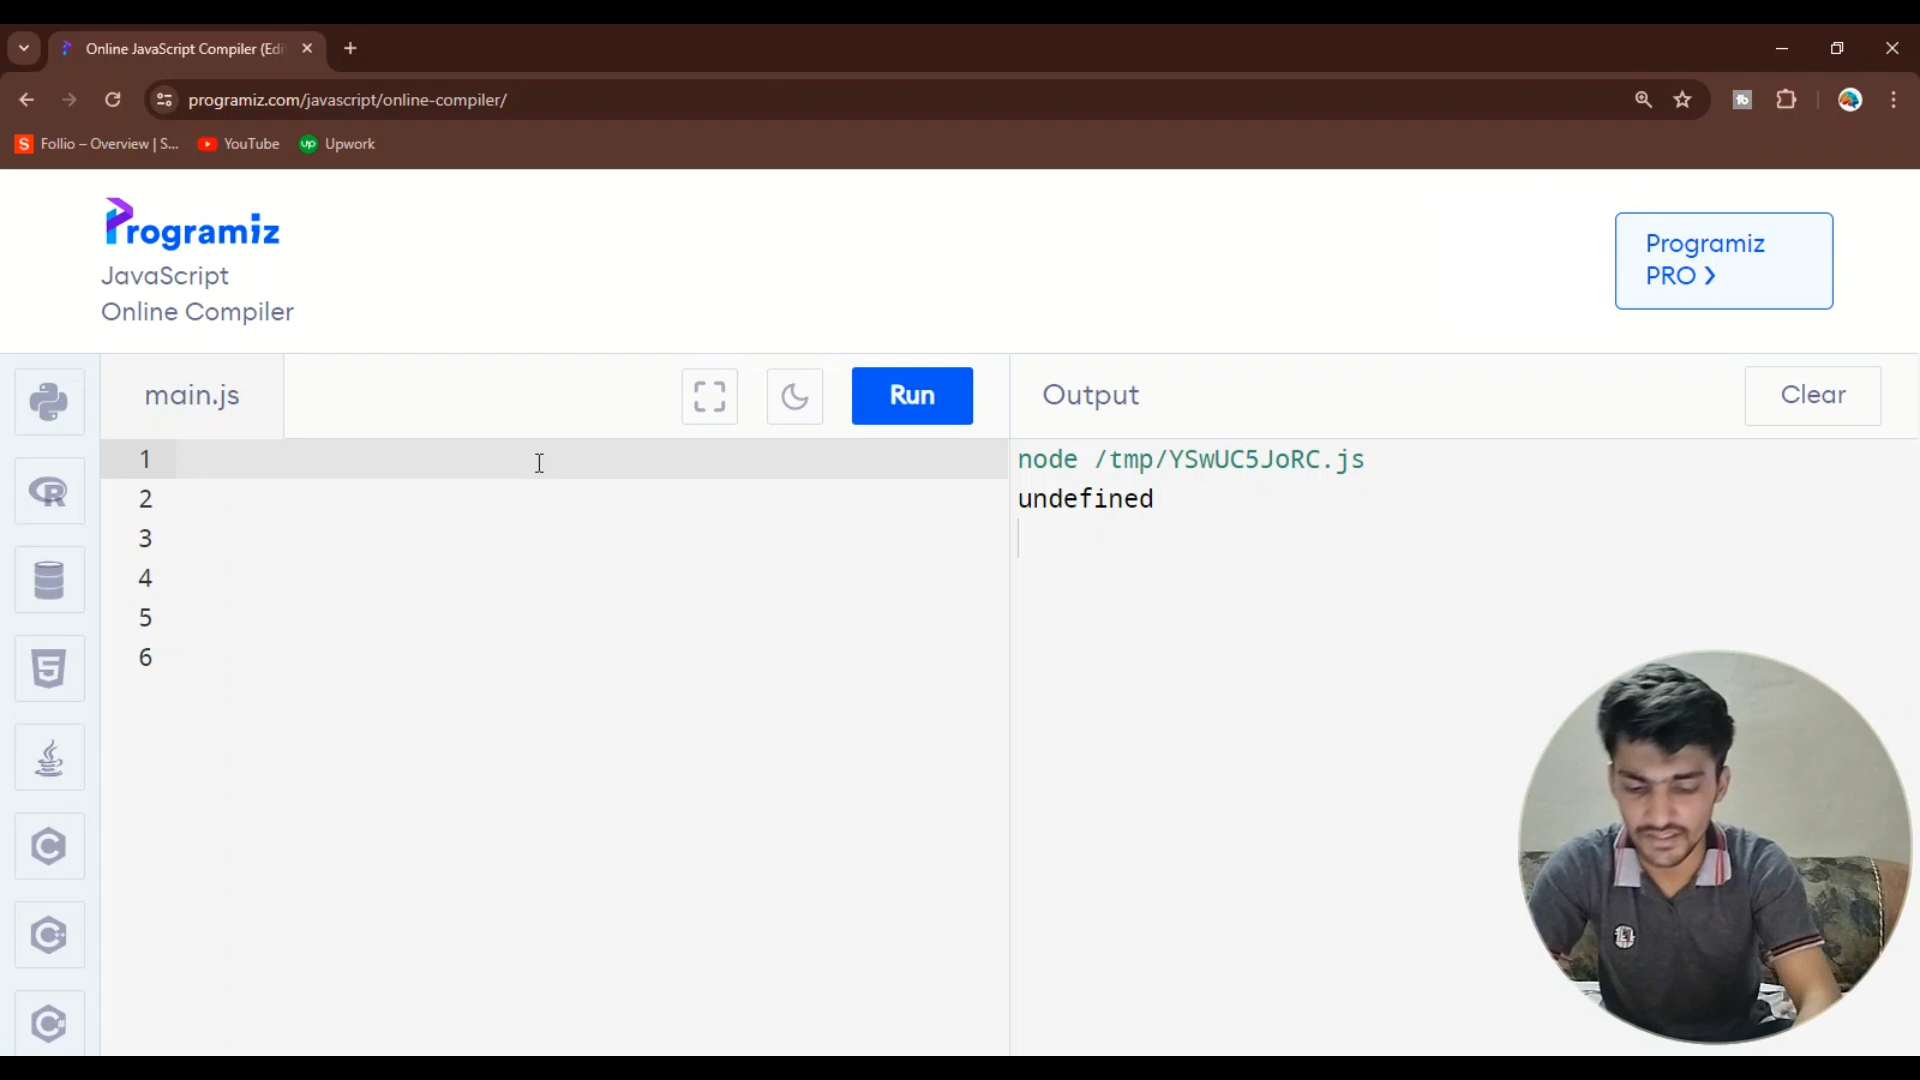 Online JavaScript Compiler (Edi
programiz.com/javascript/online-compiler/
S Follio – Overview | S...
YouTube
up Upwork
Programiz
JavaScript
Online Compiler
Programiz
PRO ❯
main.js
Run
Output
Clear
1
2
3
4
5
6
node /tmp/YSwUC5JoRC.js
undefined